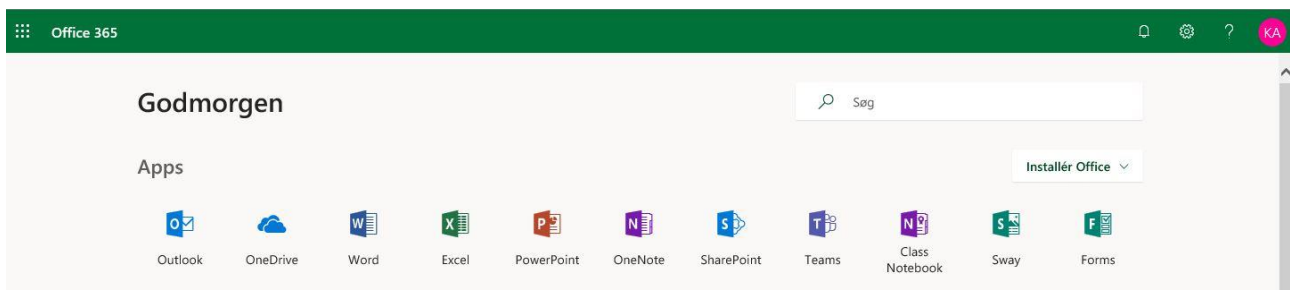 Office 365
?
KA
Godmorgen
Søg
Apps
Installér Office
Outlook
OneDrive
Word
Excel
PowerPoint
OneNote
SharePoint
Teams
Class
Notebook
Sway
Forms